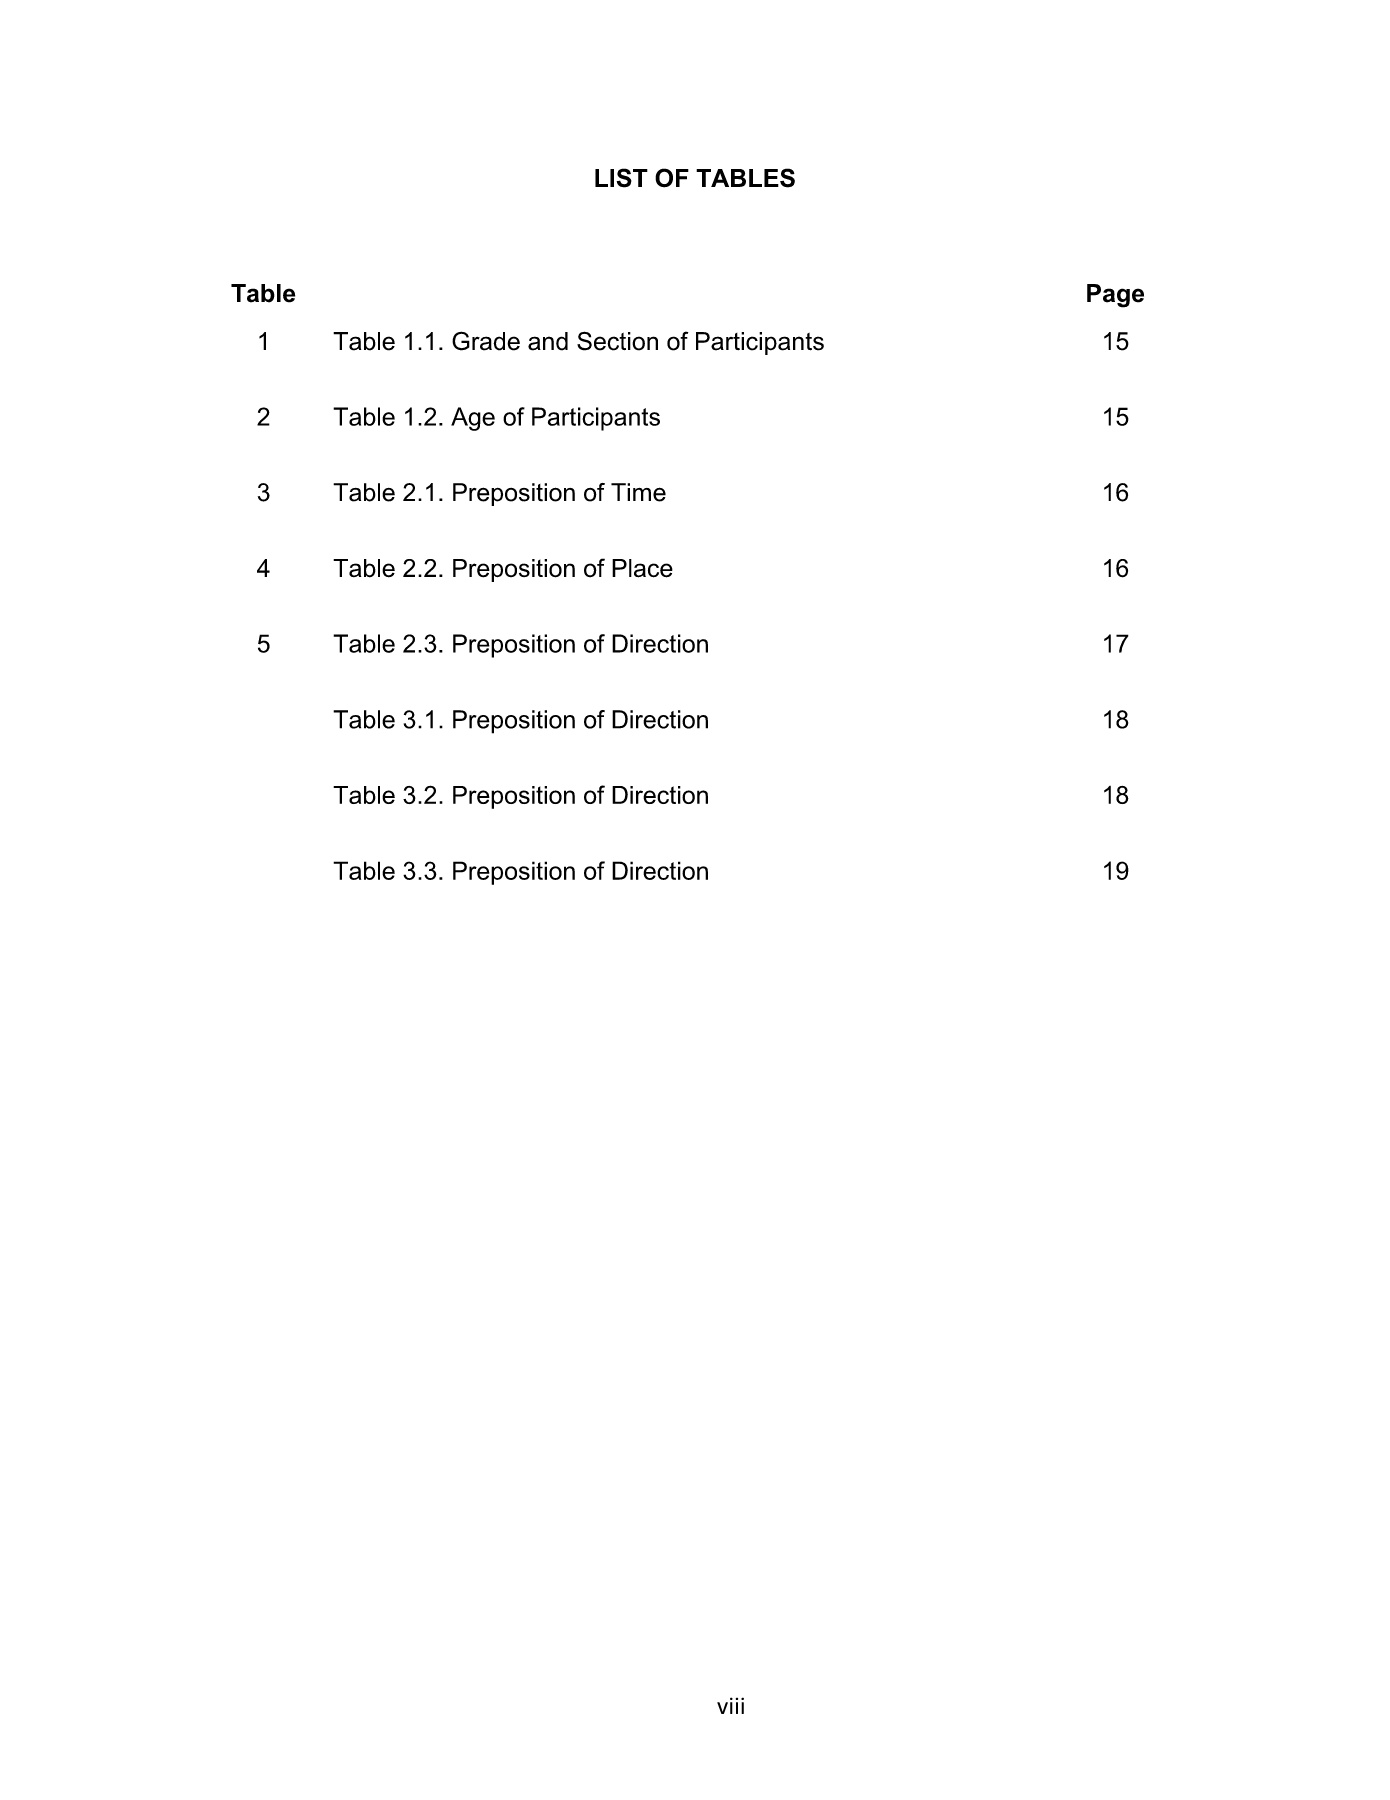 LIST OF TABLES
Table Page
1 Table 1.1. Grade and Section of Participants 15
2 Table 1.2. Age of Participants 15
3 Table 2.1. Preposition of Time 16
4 Table 2.2. Preposition of Place 16
5 Table 2.3. Preposition of Direction 17
Table 3.1. Preposition of Direction 18
Table 3.2. Preposition of Direction 18
Table 3.3. Preposition of Direction 19
viii